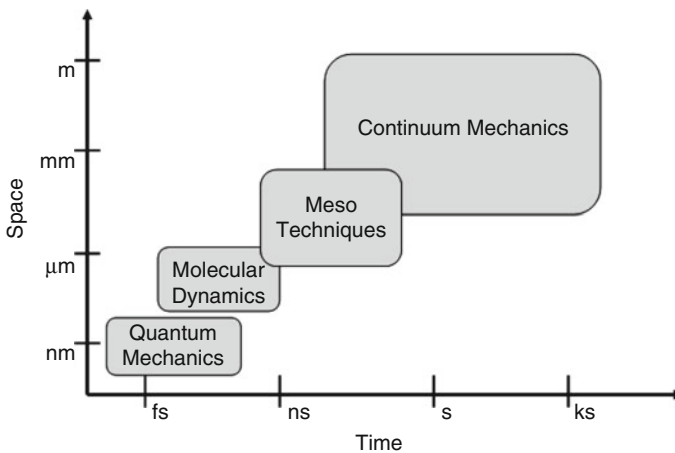 m
Continuum Mechanics
mm
Space
Meso
Techniques
μm
Molecular
Dynamics
Quantum
Mechanics
nm
fs
ns
s
ks
Time